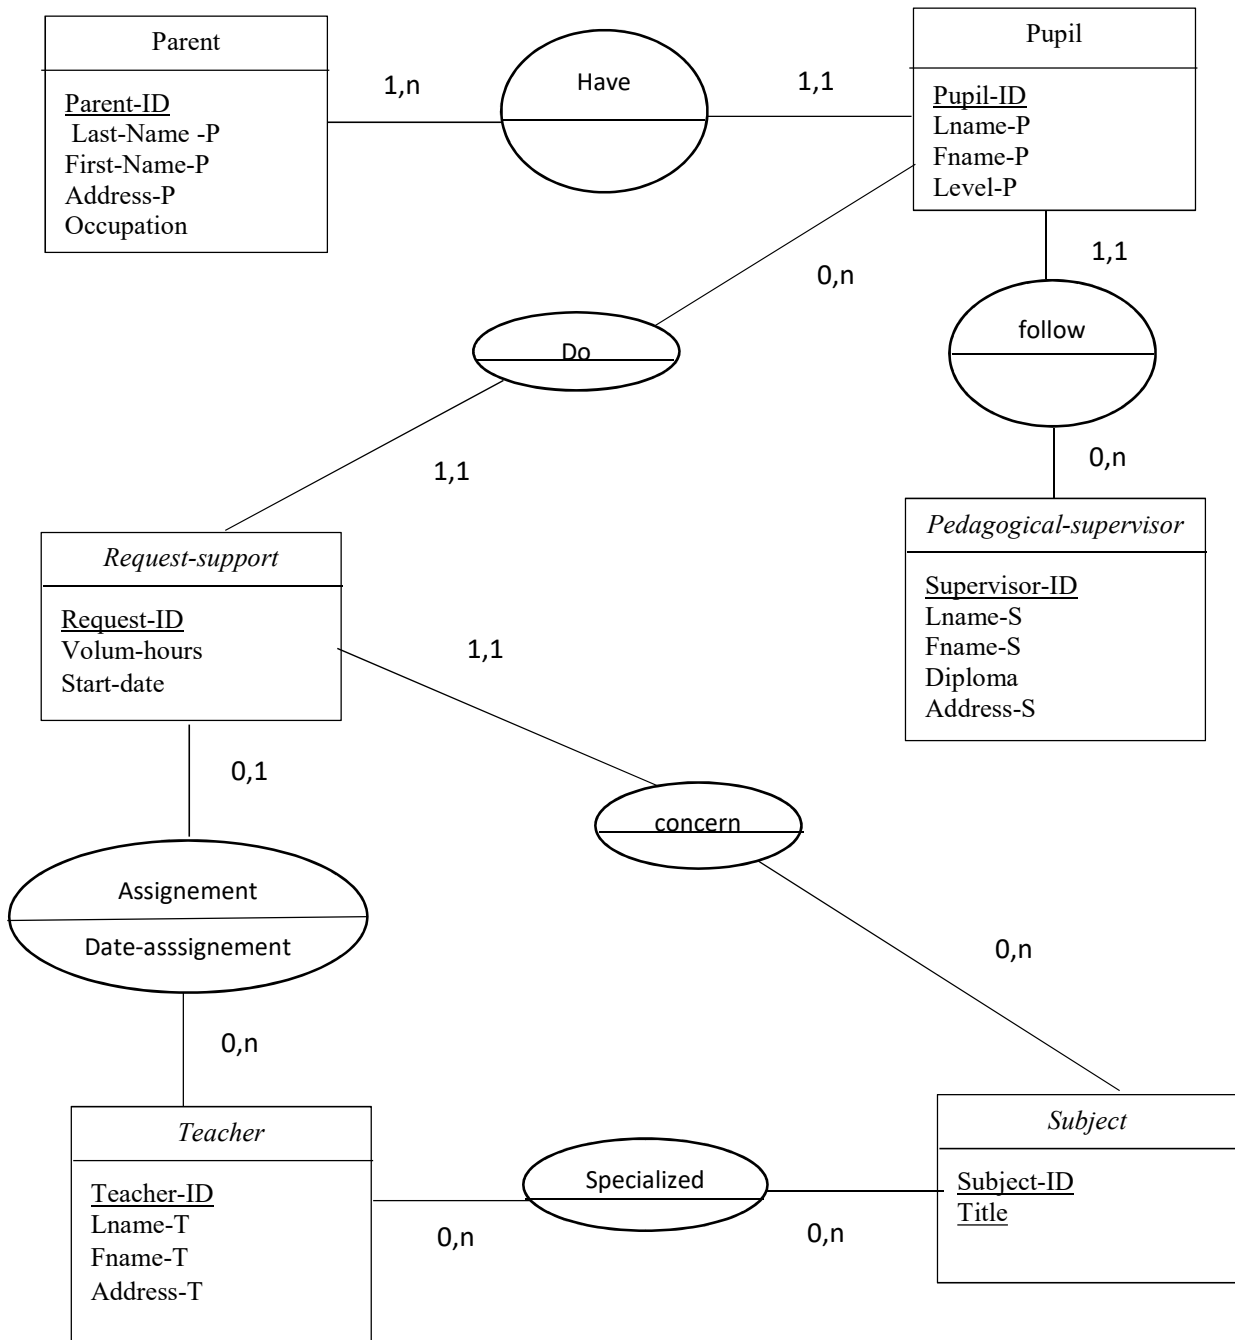 Parent
Parent-ID
Last-Name -P
First-Name-P
Address-P
Occupation
1,n
Have
1,1
Pupil
Pupil-ID
Lname-P
Fname-P
Level-P
0,n
Do
1,1
1,1
follow
0,n
Pedagogical-supervisor
Supervisor-ID
Lname-S
Fname-S
Diploma
Address-S
Request-support
Request-ID
Volum-hours
Start-date
1,1
concern
0,n
0,1
Assignement
Date-asssignement
0,n
Teacher
Teacher-ID
Lname-T
Fname-T
Address-T
0,n
Specialized
0,n
Subject
Subject-ID
Title